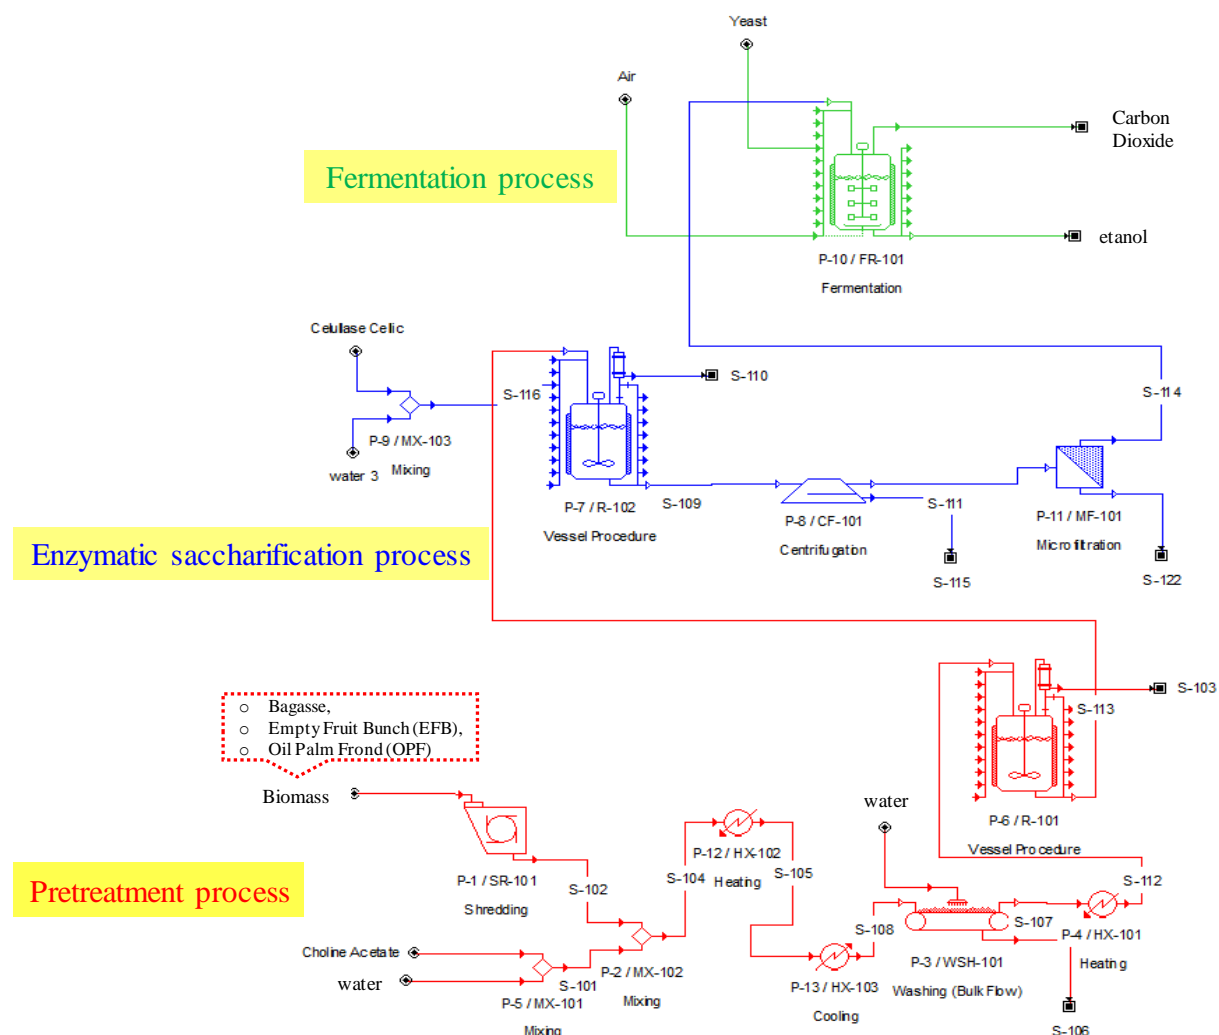 Yeast
Air
Carbon
Dioxide
Fermentation process
etanol
P-10 / FR-101
Fermentation
Celullase Cellic
S-110
S-116
S-114
P-9 / MX-103
water 3
Mixing
P-7 / R-102
S-109
S-111
P-11 / MF-101
Vessel Procedure
P-8 / CF-101
Centrifugation
Microfiltration
Enzymatic saccharification process
S-115
S-122
S-103
S-113
o Bagasse,
o Empty Fruit Bunch (EFB),
o Oil Palm Frond (OPF)
Biomass
water
P-6 / R-101
Vessel Procedure
P-12 / HX-102
Heating
S-104
S-105
P-1 / SR-101
Shredding
S-102
Pretreatment process
S-112
S-108
S-107
P-4 / HX-101
Heating
Choline Acetate
water
S-101
P-2 / MX-102
Mixing
P-5 / MX-101
Mixing
P-13 / HX-103
Cooling
P-3 / WSH-101
Washing (Bulk Flow)
S-106